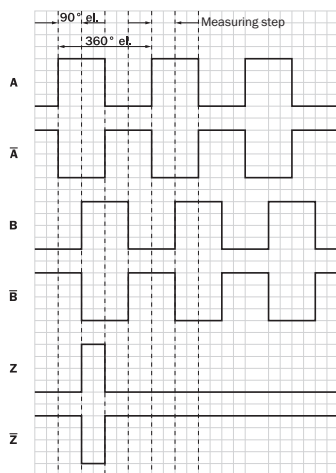 90° el.
Measuring step
360° el.
A
A̅
B
B̅
Z
Z̅